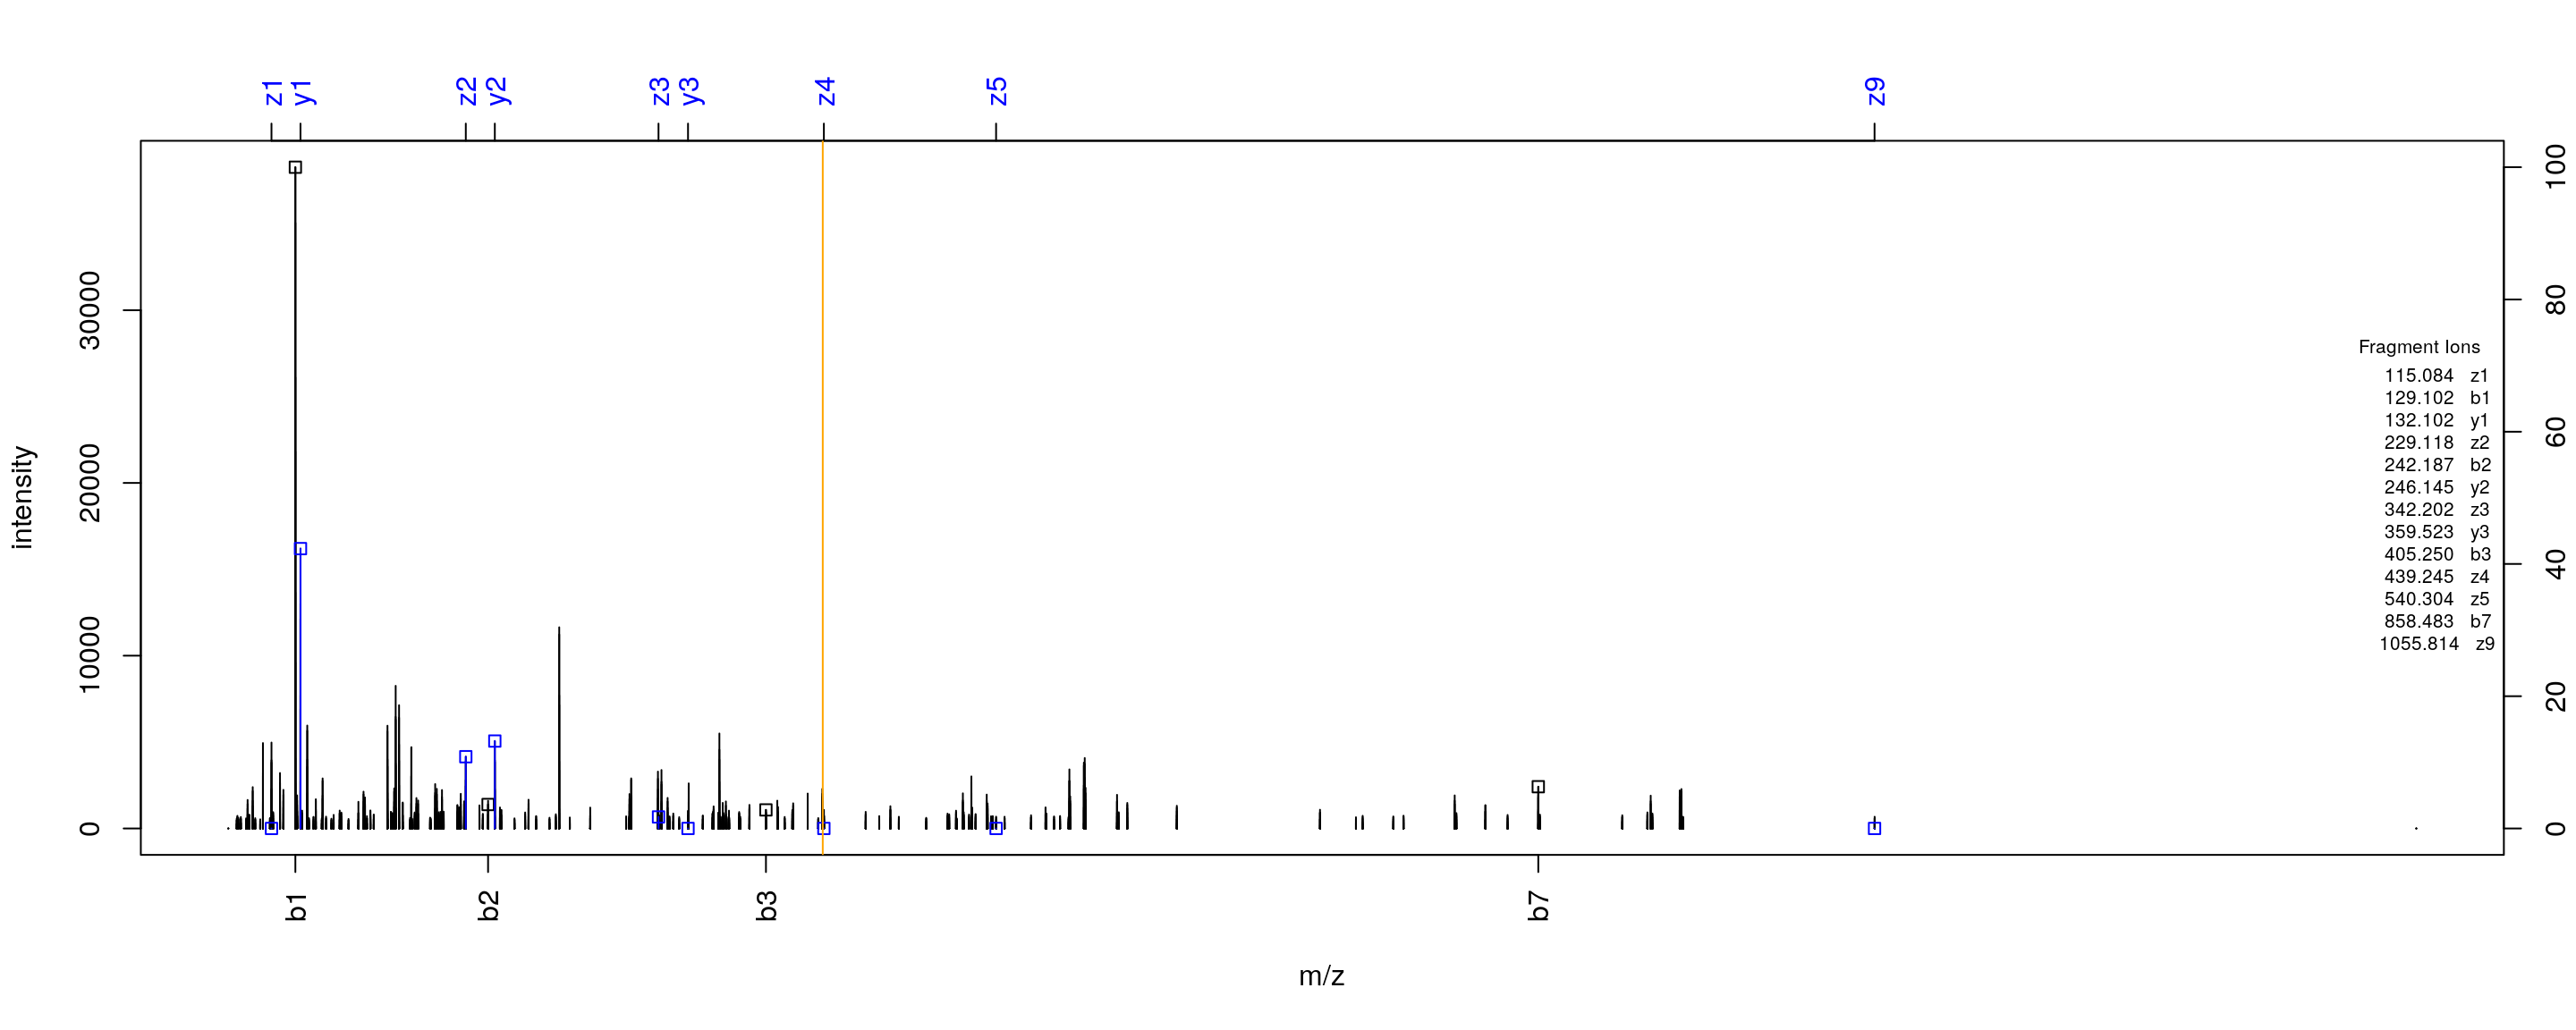 z1 y1 z2 y2 z3 y3 z4 z5 z9
intensity
0 10000 20000 30000
0 20 40 60 80 100
Fragment Ions
115.084 z1
129.102 b1
132.102 y1
229.118 z2
242.187 b2
246.145 y2
342.202 z3
359.523 y3
405.250 b3
439.245 z4
540.304 z5
858.483 b7
1055.814 z9
b1 b2 b3 b7
m/z